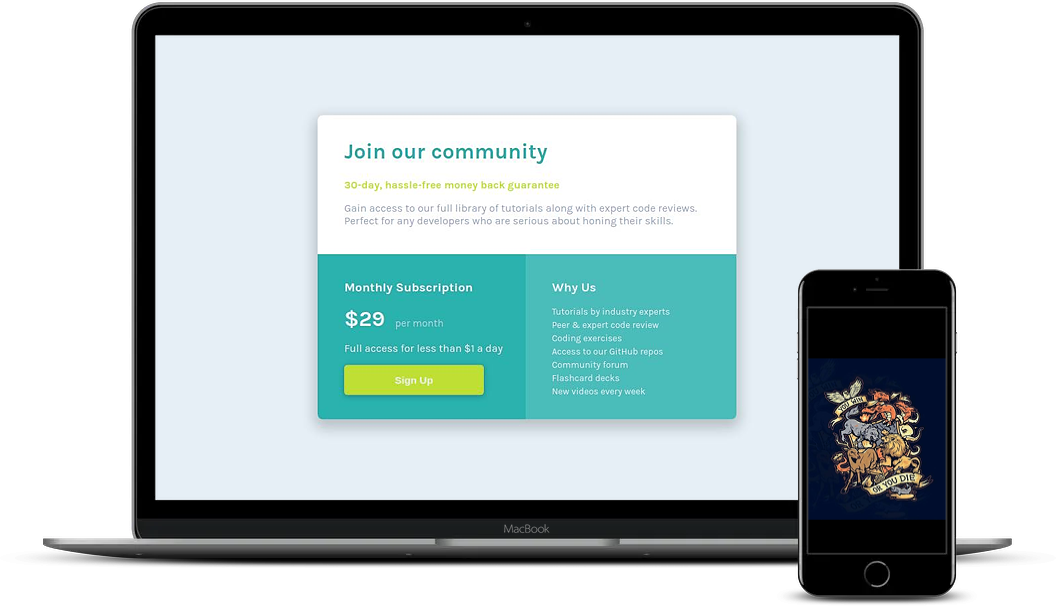 Join our community
30-day, hassle-free money back guarantee
Gain access to our full library of tutorials along with expert code reviews.
Perfect for any developers who are serious about honing their skills.
Monthly Subscription
$29 per month
Full access for less than $1 a day
Sign Up
Why Us
Tutorials by industry experts
Peer & expert code review
Coding exercises
Access to our GitHub repos
Community forum
Flashcard decks
New videos every week
MacBook
YOU WIN
OR YOU DIE